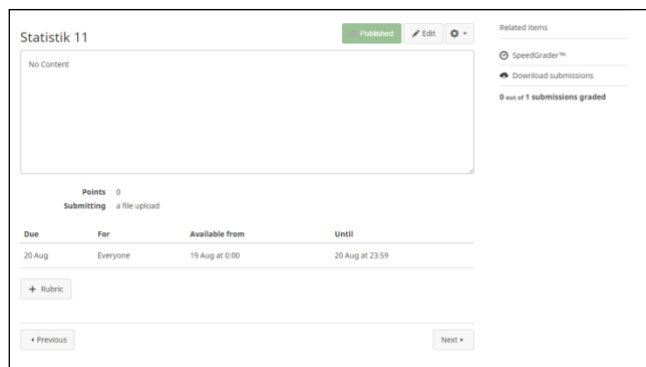 Statistik 11
Published
Edit
No Content
Points 0
Submitting a file upload
Due For Available from Until
20 Aug Everyone 19 Aug at 0:00 20 Aug at 23:59
+ Rubric
Previous
Next
Related items
SpeedGrader™
Download submissions
0 out of 1 submissions graded